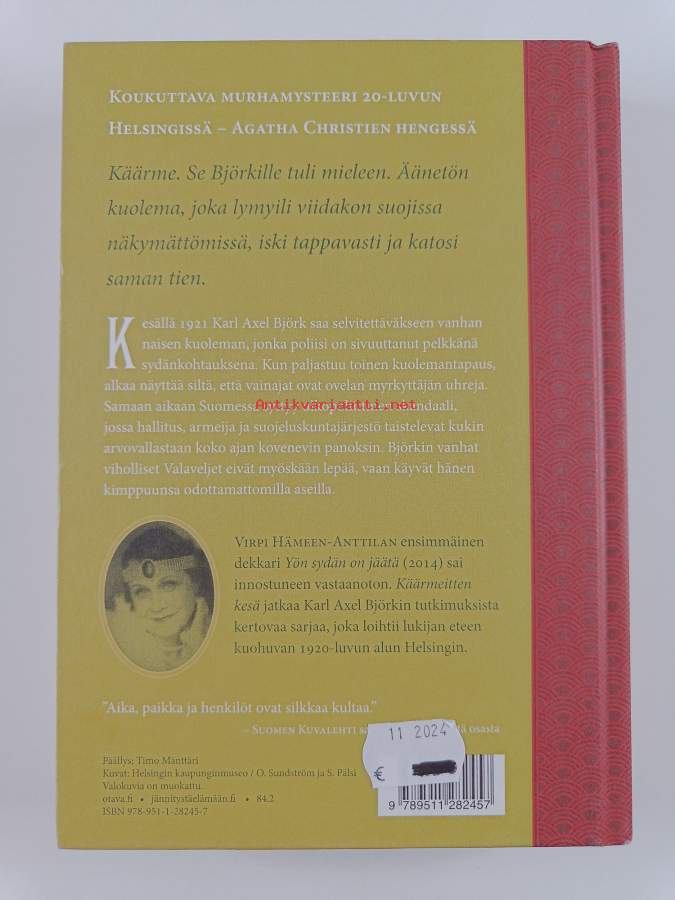 Koukuttava murhamysteeri 20-luvun
Helsingissä – Agatha Christien hengessä
Käärme. Se Björkille tuli mieleen. Äänetön
kuolema, joka lymyili viidakon suojissa
näkymättömissä, iski tappavasti ja katosi
saman tien.
Kesällä 1921 Karl Axel Björk saa selvitettäväkseen vanhan
naisen kuoleman, jonka poliisi on sivuuttanut pelkkänä
sydänkohtauksena. Kun paljastuu toinen kuolemantapaus,
alkaa näyttää siltä, että vainajat ovat ovelan myrkyttäjän uhreja.
Samaan aikaan Suomessa
Antikvariaatti.net
jossa hallitus, armeija ja suojeluskuntajärjestö taistelevat kukin
arvovallastaan koko ajan kovenevin panoksin. Björkin vanhat
viholliset Valaveljet eivät myöskään lepää, vaan käyvät hänen
kimppuunsa odottamattomilla aseilla.
Virpi Hämeen-Anttilan ensimmäinen
dekkari Yön sydän on jäätä (2014) sai
innostuneen vastaanoton. Käärmeitten
kesä jatkaa Karl Axel Björkin tutkimuksista
kertovaa sarjaa, joka loihtii lukijan eteen
kuohuvan 1920-luvun alun Helsingin.
"Aika, paikka ja henkilöt ovat silkkaa kultaa."
– Suomen Kuvalehti osasta
11 2024
€
Päällys: Timo Mänttäri
Kuvat: Helsingin kaupunginmuseo / O. Sundström ja S. Pälsi
Valokuvia on muokattu.
otava.fi • jännitystäelämään.fi • 84.2
ISBN 978-951-1-28245-7
9 789511 282457